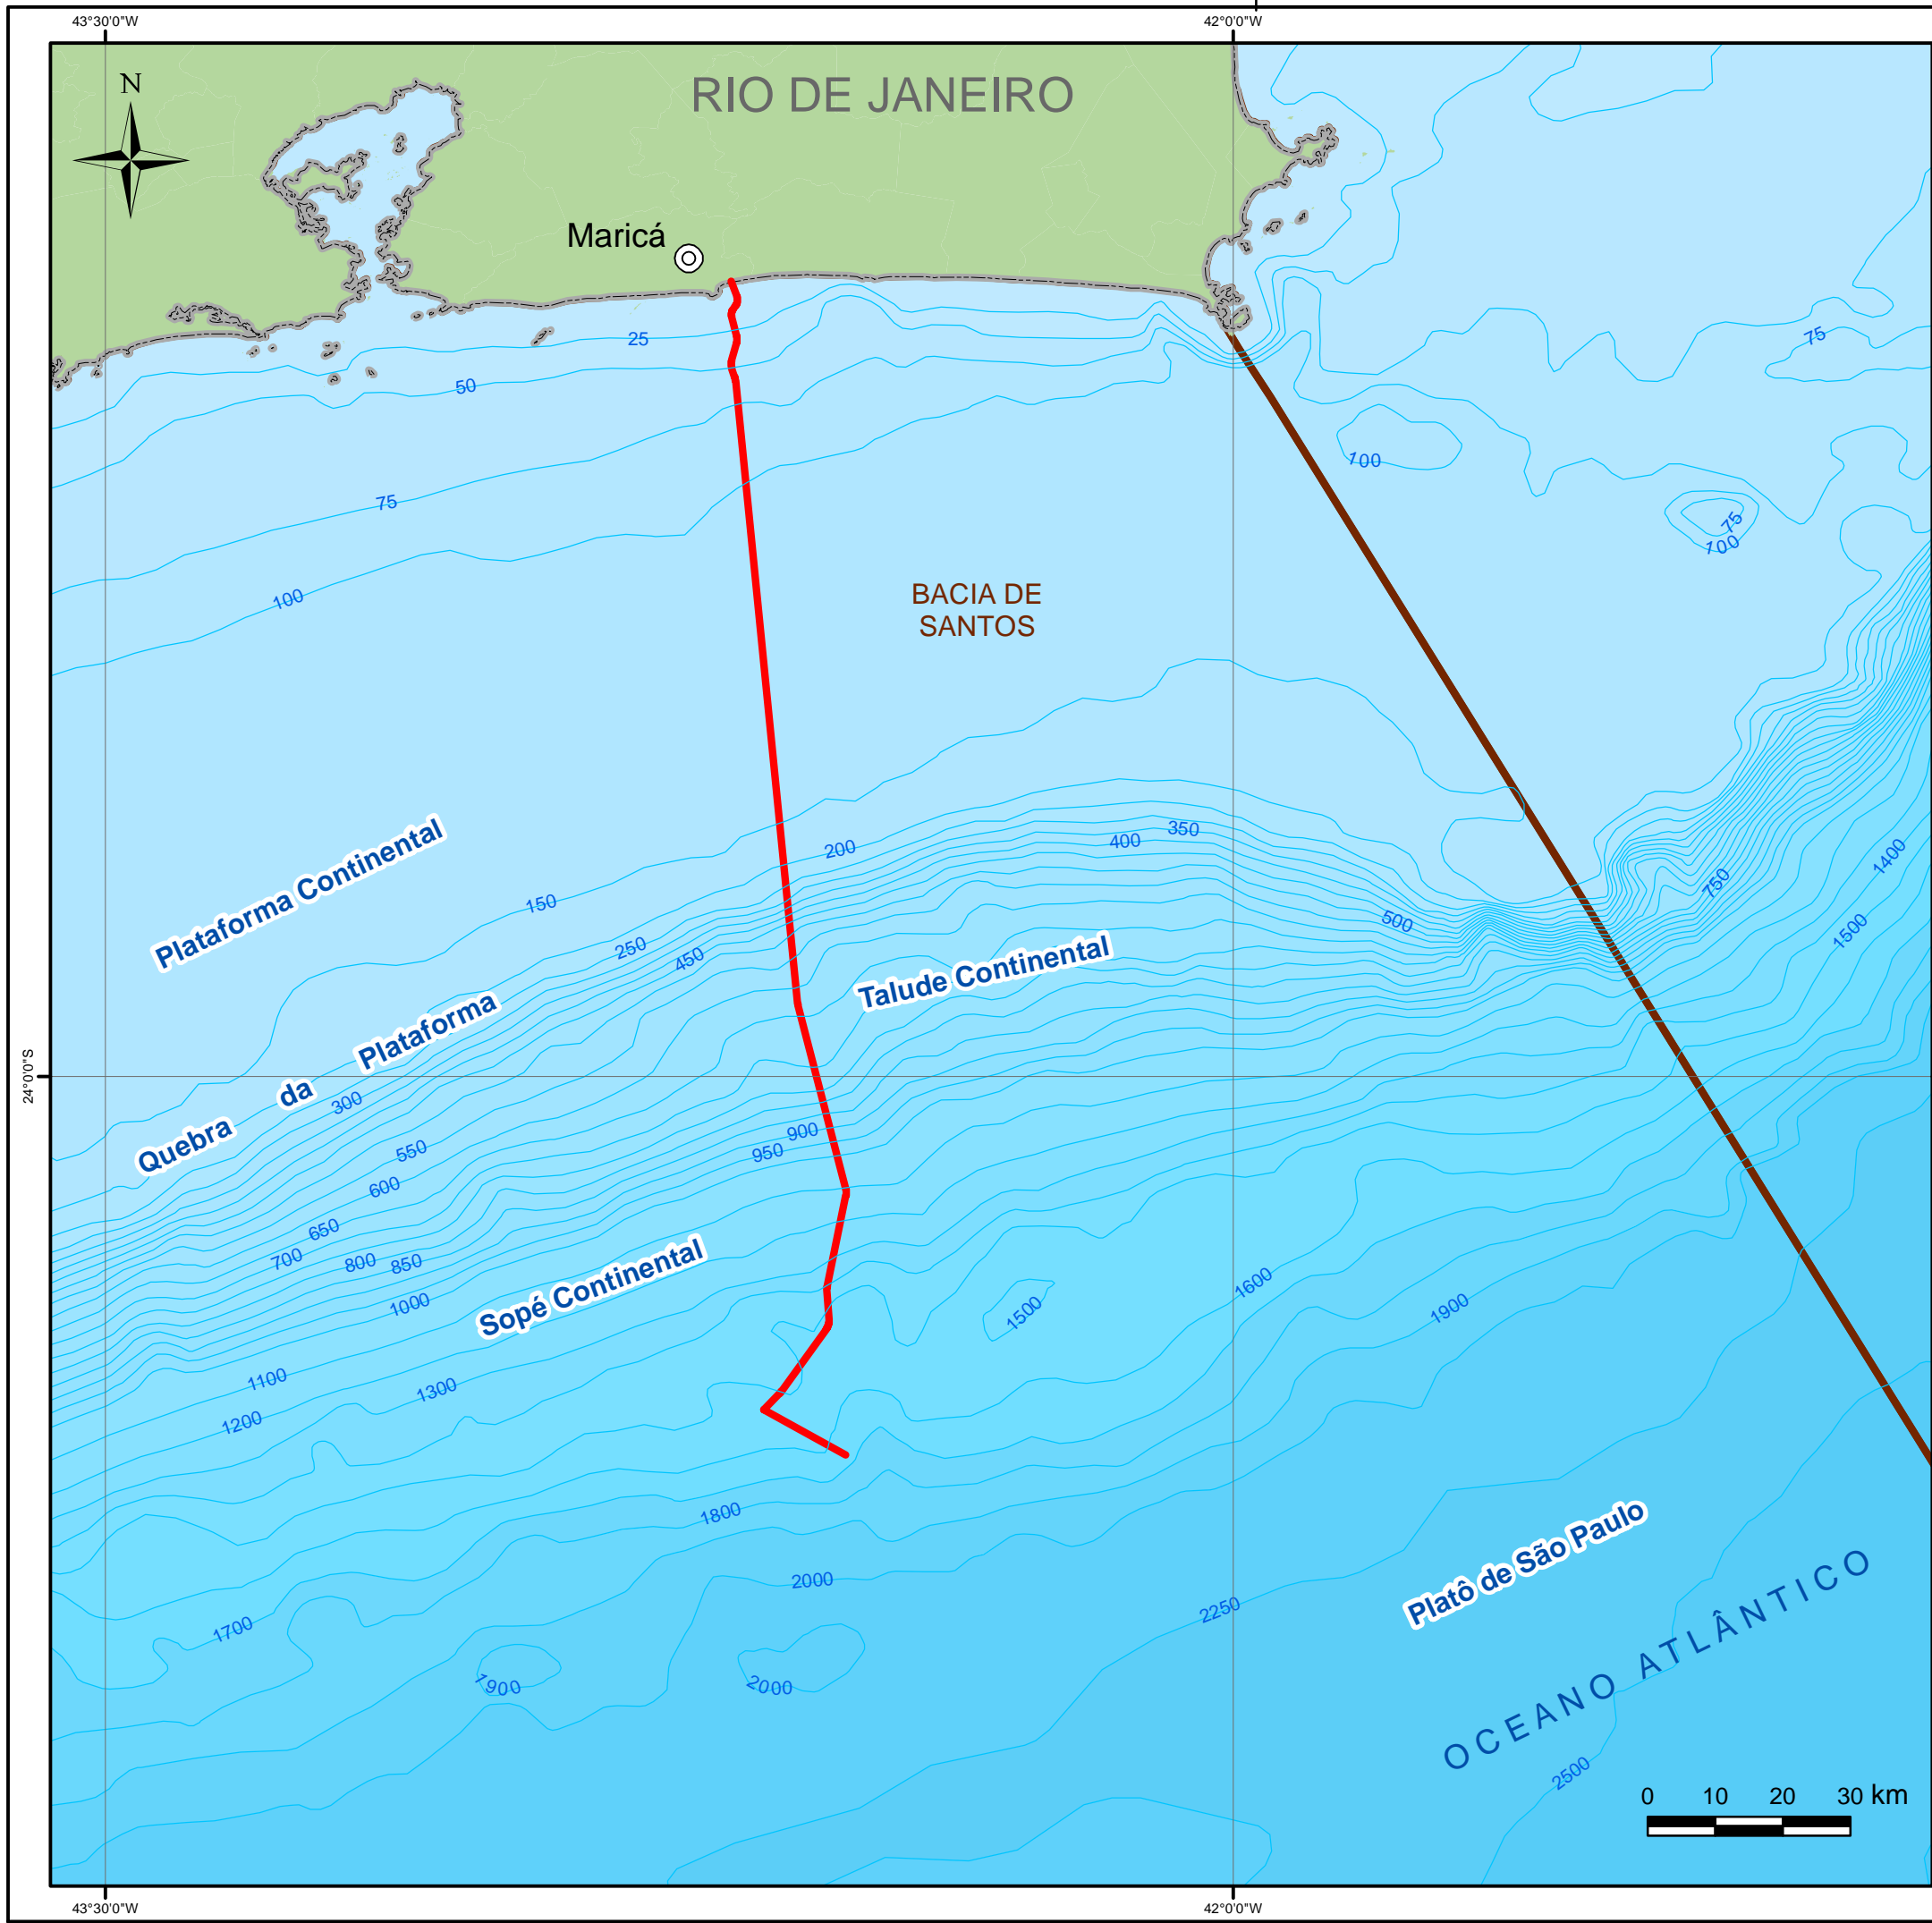 43°30'0"W
42°0'0"W
N
RIO DE JANEIRO
Maricá
25
50
75
75
100
75
100
100
BACIA DE
SANTOS
Plataforma Continental
200
350
400
150
250
450
500
750
1400
1500
Talude Continental
Quebra da Plataforma
24°0'0"S
300
550
600
650
700
800
850
900
950
1000
Sopé Continental
1500
1600
1900
1100
1200
1300
1800
1700
2000
1900
2000
2250
Platô de São Paulo
OCEANO ATLÂNTICO
2500
0 10 20 30 km
43°30'0"W
42°0'0"W